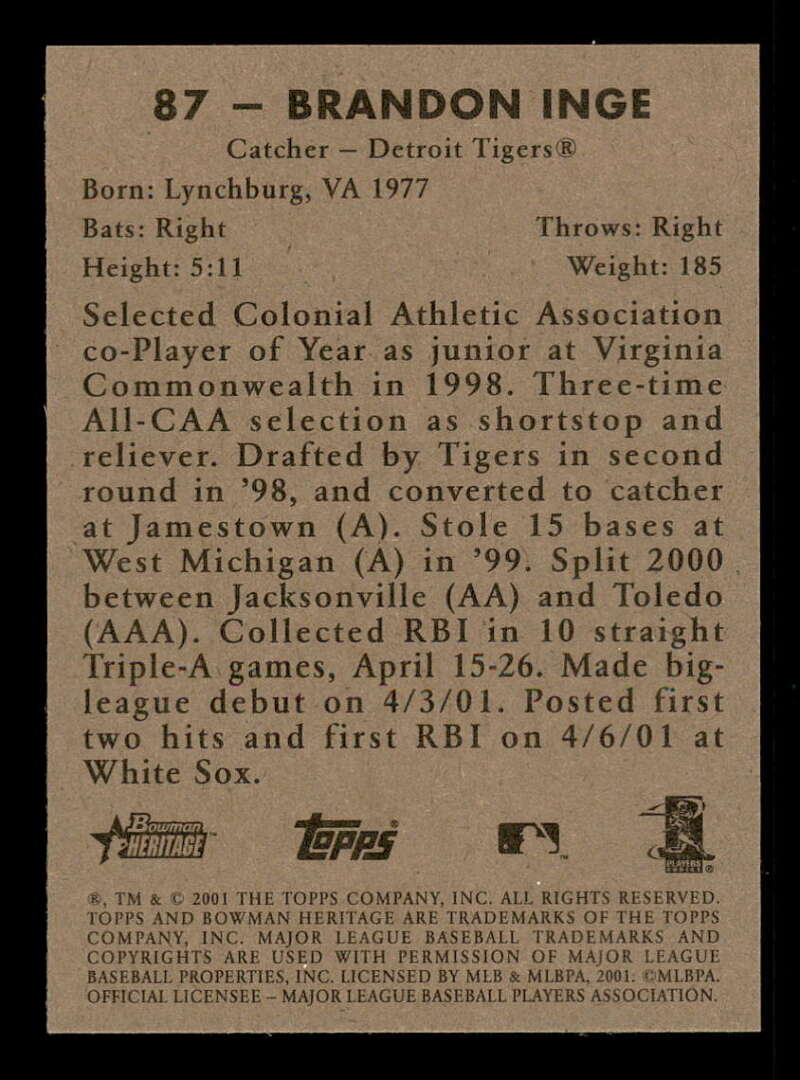 87 – BRANDON INGE
Catcher – Detroit Tigers®
Born: Lynchburg, VA 1977
Bats: Right Throws: Right
Height: 5:11 Weight: 185
Selected Colonial Athletic Association
co-Player of Year as junior at Virginia
Commonwealth in 1998. Three-time
All-CAA selection as shortstop and
reliever. Drafted by Tigers in second
round in ’98, and converted to catcher
at Jamestown (A). Stole 15 bases at
West Michigan (A) in ’99. Split 2000
between Jacksonville (AA) and Toledo
(AAA). Collected RBI in 10 straight
Triple-A games, April 15-26. Made big-
league debut on 4/3/01. Posted first
two hits and first RBI on 4/6/01 at
White Sox.
Bowman HERITAGE™ TOPPS® ™ PLAYERS CHOICE ®
®, TM & © 2001 THE TOPPS COMPANY, INC. ALL RIGHTS RESERVED.
TOPPS AND BOWMAN HERITAGE ARE TRADEMARKS OF THE TOPPS
COMPANY, INC. MAJOR LEAGUE BASEBALL TRADEMARKS AND
COPYRIGHTS ARE USED WITH PERMISSION OF MAJOR LEAGUE
BASEBALL PROPERTIES, INC. LICENSED BY MLB & MLBPA, 2001. ©MLBPA.
OFFICIAL LICENSEE – MAJOR LEAGUE BASEBALL PLAYERS ASSOCIATION.